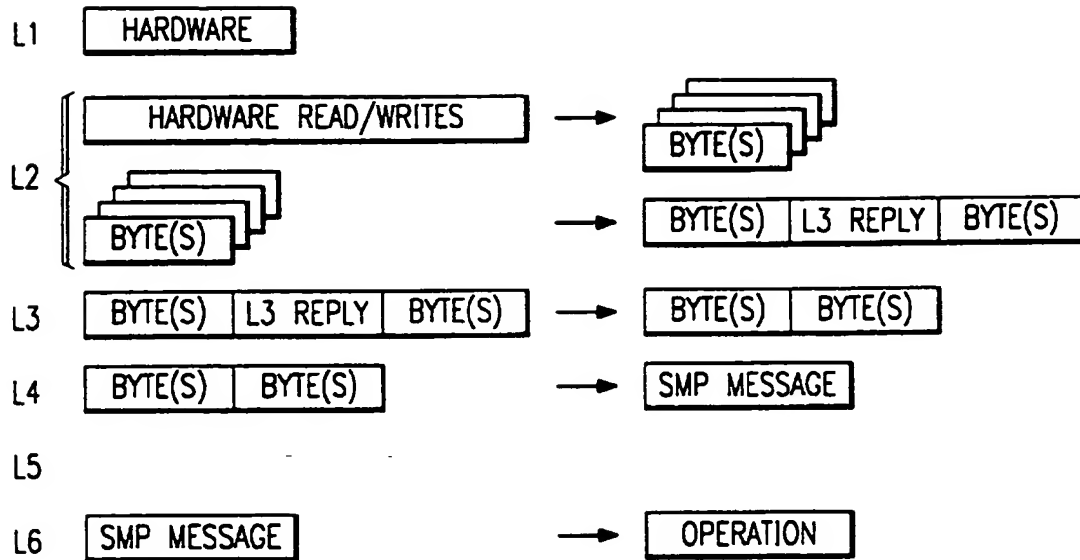 L1 HARDWARE
HARDWARE READ/WRITES BYTE(S)
L2
BYTE(S) BYTE(S) L3 REPLY BYTE(S)
L3 BYTE(S) L3 REPLY BYTE(S) BYTE(S) BYTE(S)
L4 BYTE(S) BYTE(S) SMP MESSAGE
L5
L6 SMP MESSAGE OPERATION